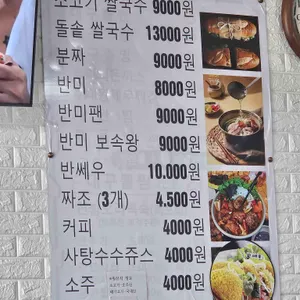 소고기 쌀국수 9000원
돌솥 쌀국수 13000원
분짜 9000원
반미 8000원
반미팬 9000원
반미 보속왕 9000원
반쎄우 10.000원
짜조 (3개) 4.500원
커피 4000원
사탕수수쥬스 4000원
소주 4000원